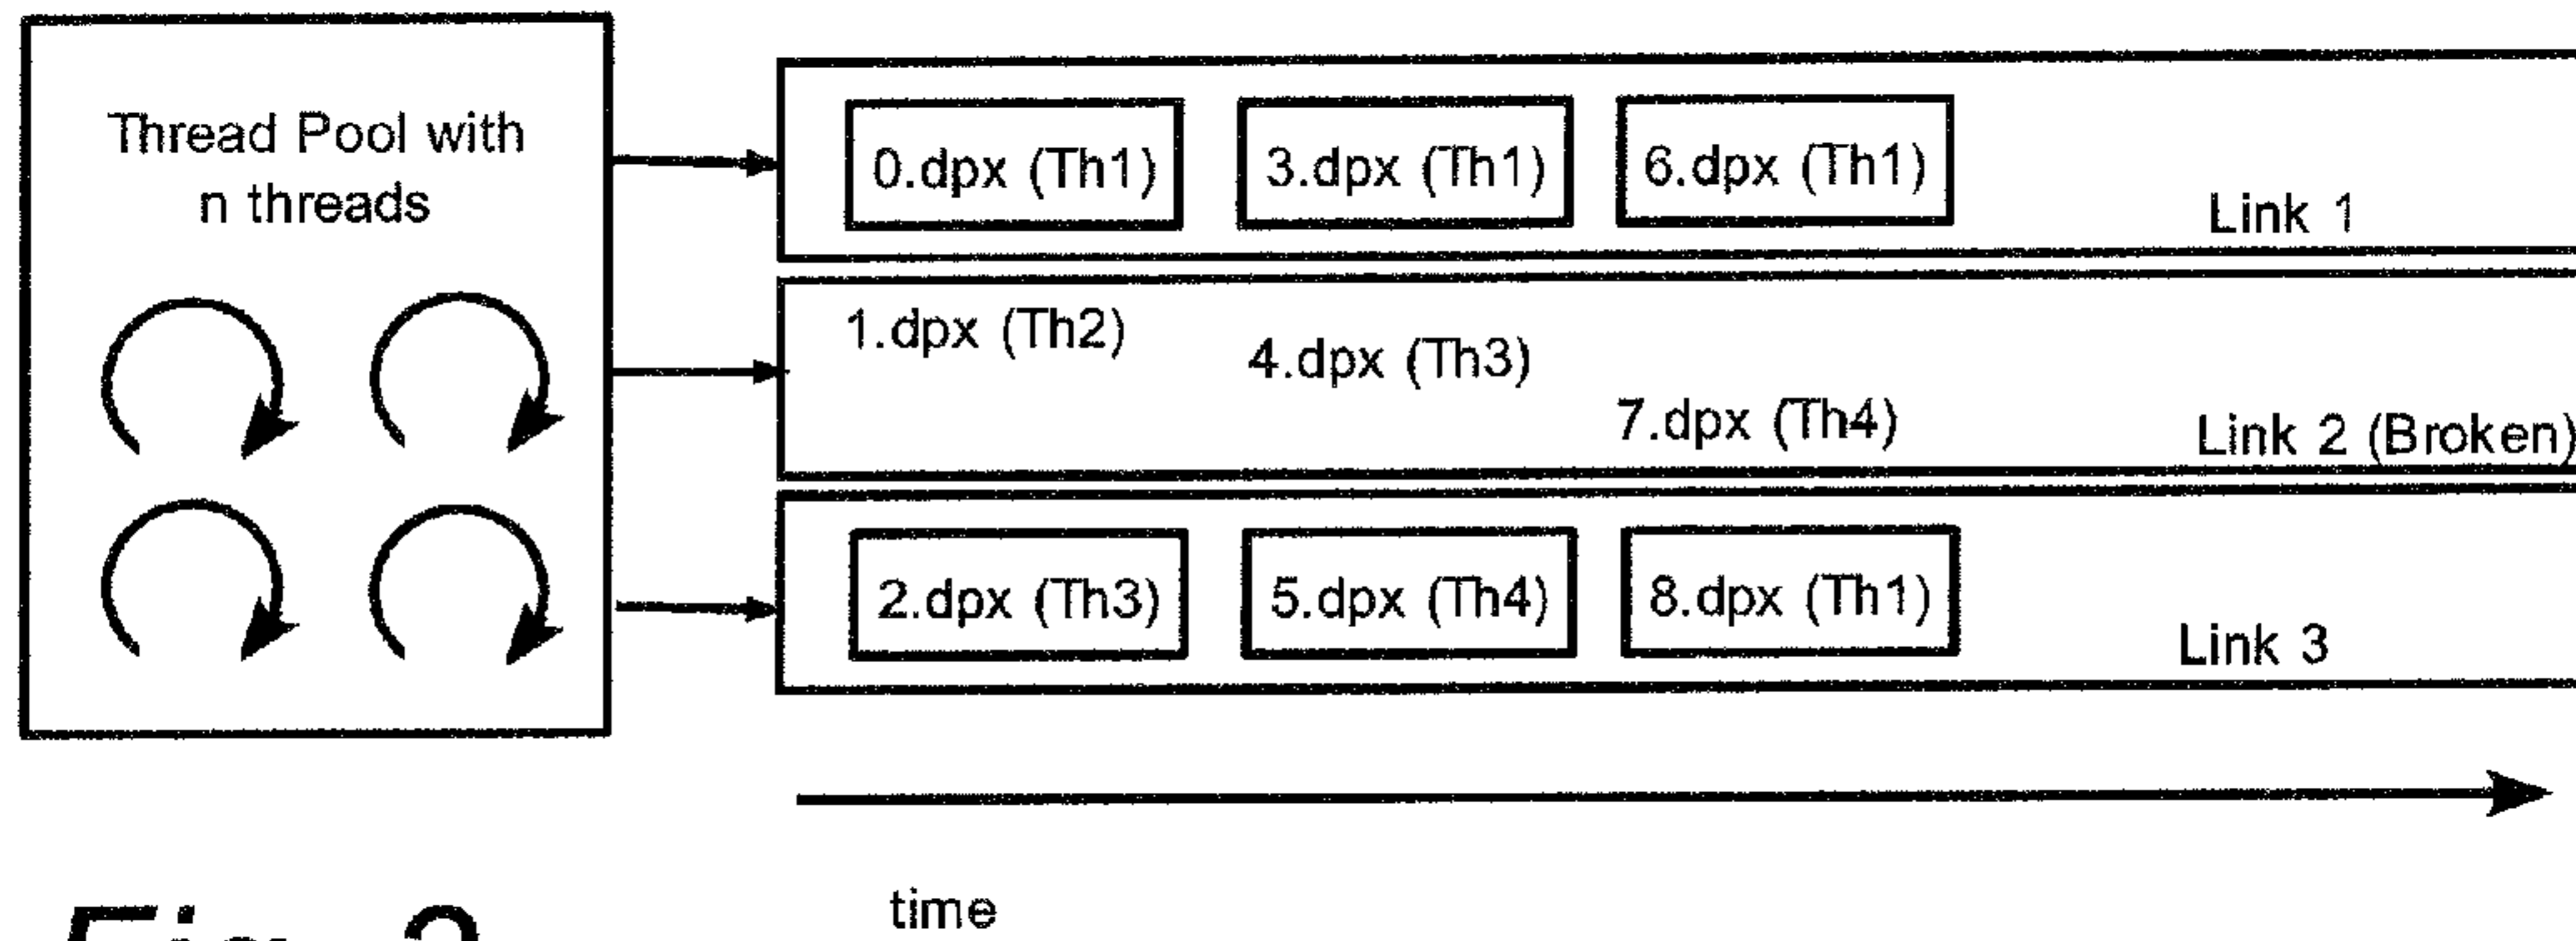 Thread Pool with
n threads
0.dpx (Th1) 3.dpx (Th1) 6.dpx (Th1)
Link 1
1.dpx (Th2)
4.dpx (Th3)
7.dpx (Th4)
Link 2 (Broken)
2.dpx (Th3) 5.dpx (Th4) 8.dpx (Th1)
Link 3
time